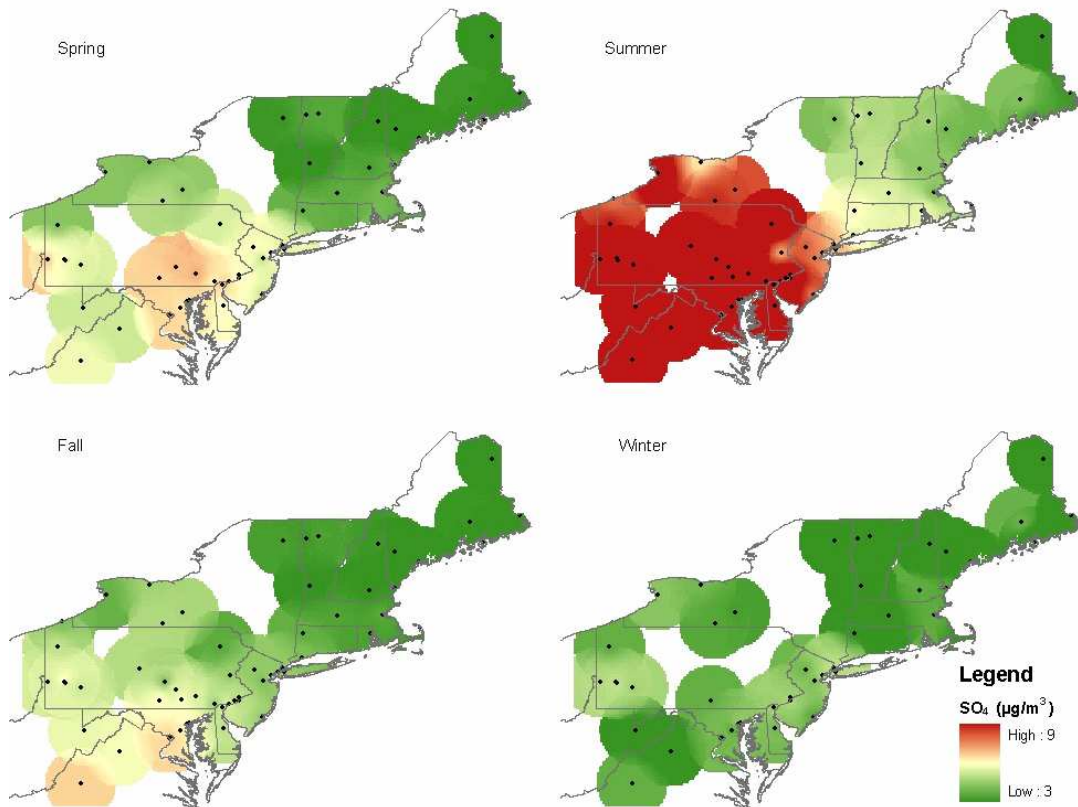 Spring
Summer
Fall
Winter
Legend
SO₄ (µg/m³)
High : 9
Low : 3